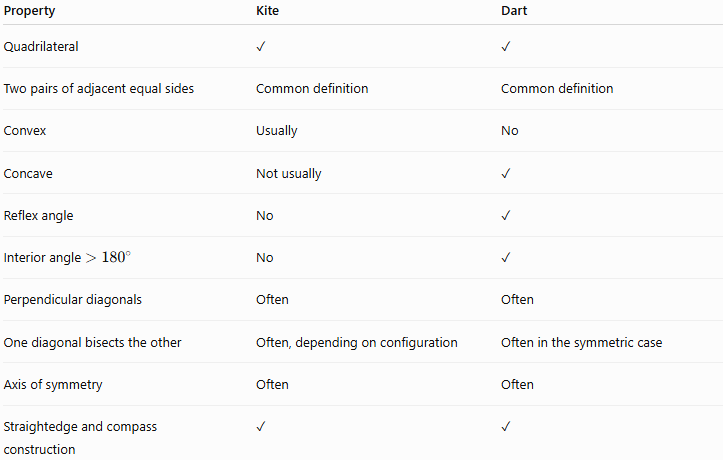 Property Kite Dart
Quadrilateral ✓ ✓
Two pairs of adjacent equal sides Common definition Common definition
Convex Usually No
Concave Not usually ✓
Reflex angle No ✓
Interior angle > 180° No ✓
Perpendicular diagonals Often Often
One diagonal bisects the other Often, depending on configuration Often in the symmetric case
Axis of symmetry Often Often
Straightedge and compass ✓ ✓
construction